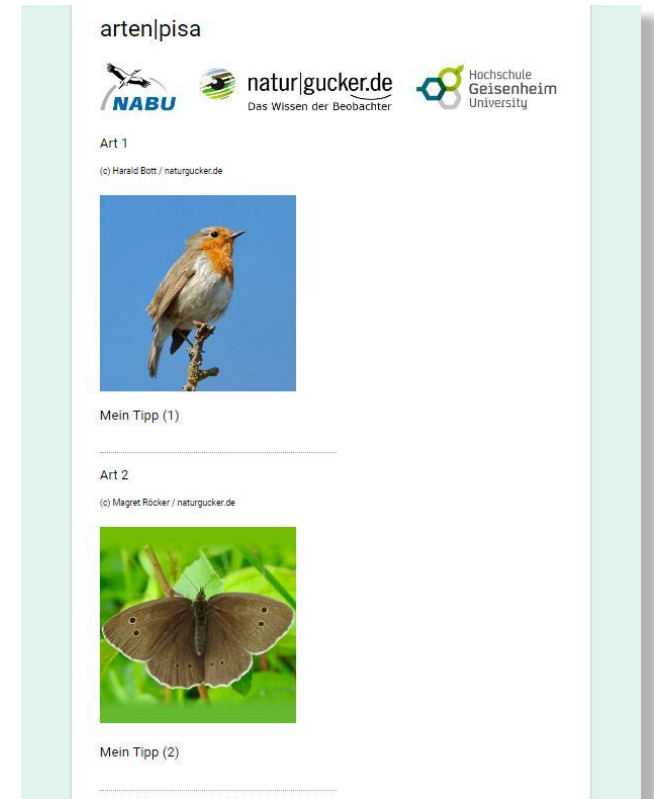 arten|pisa
NABU
natur|gucker.de
Das Wissen der Beobachter
Hochschule
Geisenheim
University
Art 1
(c) Harald Bott / naturgucker.de
Mein Tipp (1)
Art 2
(c) Magret Röcker / naturgucker.de
Mein Tipp (2)